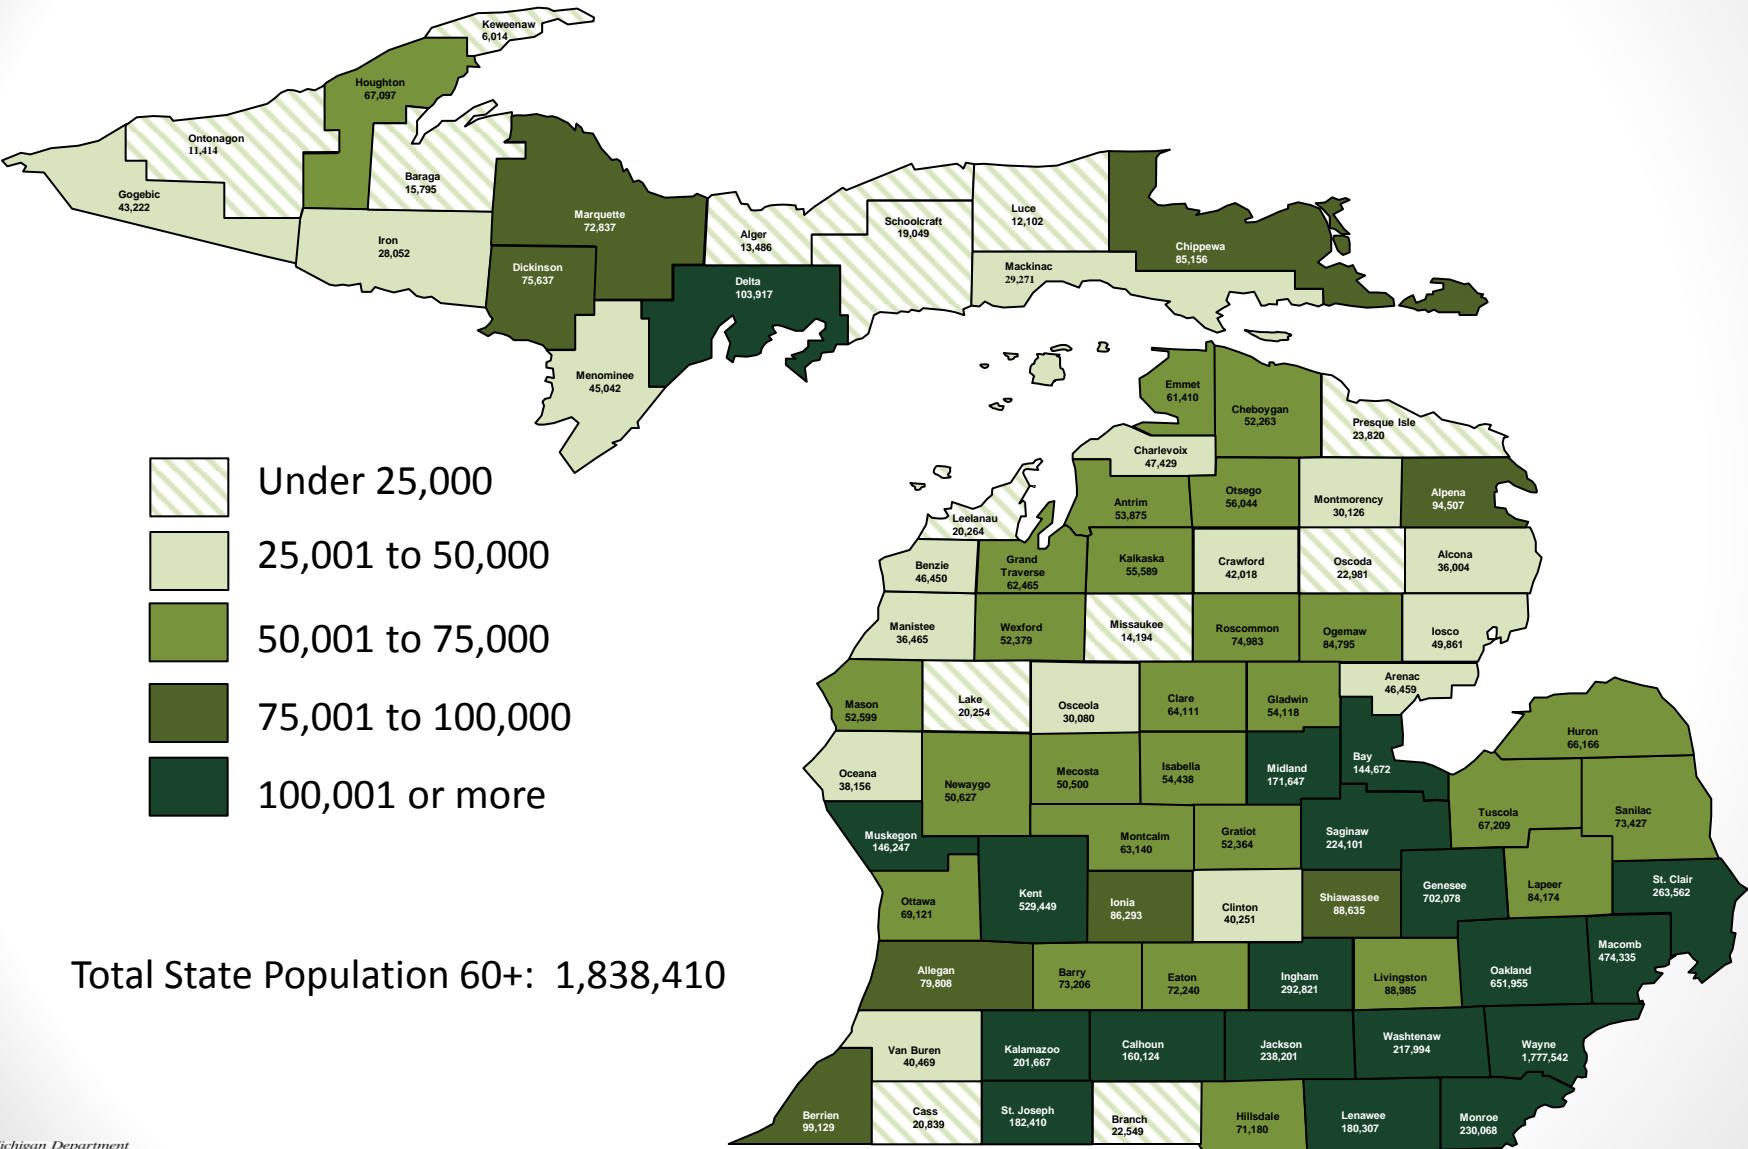 Keweenaw
6,014
Houghton
67,097
Ontonagon
11,414
Baraga
15,795
Gogebic
43,222
Marquette
72,837
Iron
28,052
Dickinson
75,637
Alger
13,486
Schoolcraft
19,049
Luce
12,102
Chippewa
85,156
Mackinac
29,271
Delta
103,917
Menominee
45,042
Emmet
61,410
Cheboygan
52,263
Presque Isle
23,820
Charlevoix
47,429
Antrim
53,875
Otsego
56,044
Montmorency
30,126
Alpena
94,507
Leelanau
20,264
Benzie
46,450
Grand
Traverse
62,465
Kalkaska
55,589
Crawford
42,018
Oscoda
22,981
Alcona
36,004
Manistee
36,465
Wexford
52,379
Missaukee
14,194
Roscommon
74,983
Ogemaw
84,795
Iosco
49,861
Mason
52,599
Lake
20,254
Osceola
30,080
Clare
64,111
Gladwin
54,118
Arenac
46,459
Oceana
38,156
Newaygo
50,627
Mecosta
50,500
Isabella
54,438
Midland
171,647
Bay
144,672
Huron
66,166
Muskegon
146,247
Montcalm
63,140
Gratiot
52,364
Saginaw
224,101
Tuscola
67,209
Sanilac
73,427
Ottawa
69,121
Kent
529,449
Ionia
86,293
Clinton
40,251
Shiawassee
88,635
Genesee
702,078
Lapeer
84,174
St. Clair
263,562
Allegan
79,808
Barry
73,206
Eaton
72,240
Ingham
292,821
Livingston
88,985
Oakland
651,955
Macomb
474,335
Van Buren
40,469
Kalamazoo
201,667
Calhoun
160,124
Jackson
238,201
Washtenaw
217,994
Wayne
1,777,542
Berrien
99,129
Cass
20,839
St. Joseph
182,410
Branch
22,549
Hillsdale
71,180
Lenawee
180,307
Monroe
230,068
Under 25,000
25,001 to 50,000
50,001 to 75,000
75,001 to 100,000
100,001 or more
Total State Population 60+: 1,838,410
ichigan Department